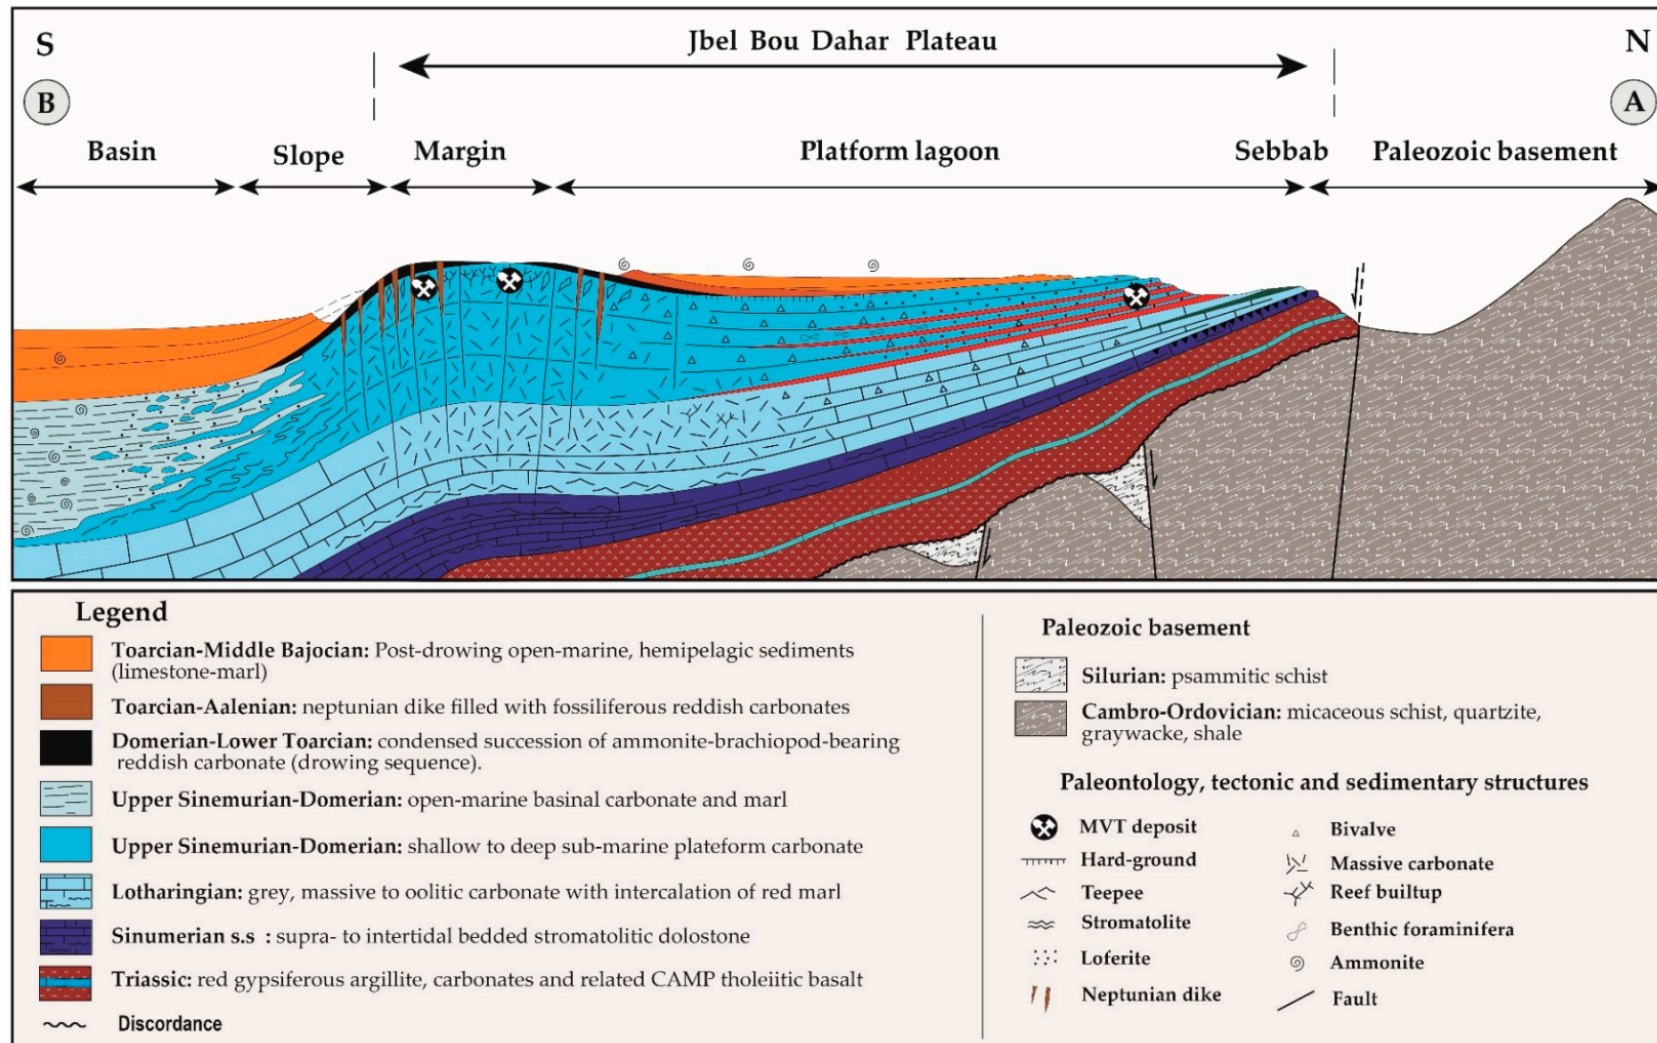 S
Jbel Bou Dahar Plateau
N
B
A
Basin
Slope
Margin
Platform lagoon
Sebbab
Paleozoic basement
Legend
Toarcian-Middle Bajocian: Post-drowing open-marine, hemipelagic sediments
(limestone-marl)
Toarcian-Aalenian: neptunian dike filled with fossiliferous reddish carbonates
Domerian-Lower Toarcian: condensed succession of ammonite-brachiopod-bearing
reddish carbonate (drowing sequence).
Upper Sinemurian-Domerian: open-marine basinal carbonate and marl
Upper Sinemurian-Domerian: shallow to deep sub-marine plateform carbonate
Lotharingian: grey, massive to oolitic carbonate with intercalation of red marl
Sinumerian s.s : supra- to intertidal bedded stromatolitic dolostone
Triassic: red gypsiferous argillite, carbonates and related CAMP tholeiitic basalt
Discordance
Paleozoic basement
Silurian: psammitic schist
Cambro-Ordovician: micaceous schist, quartzite,
graywacke, shale
Paleontology, tectonic and sedimentary structures
MVT deposit
Hard-ground
Teepee
Stromatolite
Loferite
Neptunian dike
Bivalve
Massive carbonate
Reef builtup
Benthic foraminifera
Ammonite
Fault